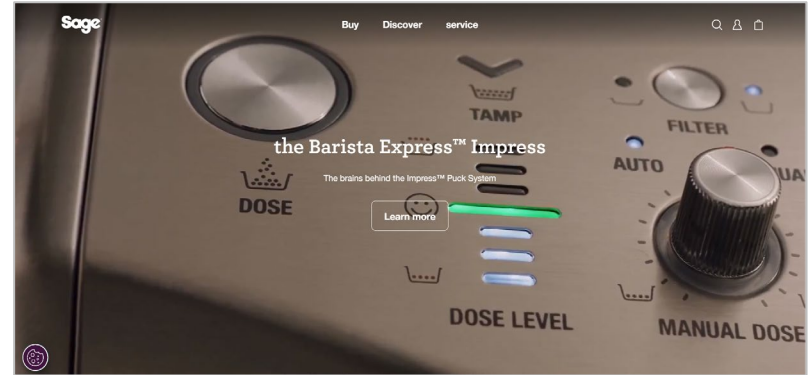 Sage
Buy Discover service
TAMP
FILTER
the Barista Express™ Impress
AUTO
The brains behind the Impress™ Puck System
DOSE
Learn more
DOSE LEVEL
MANUAL DOSE